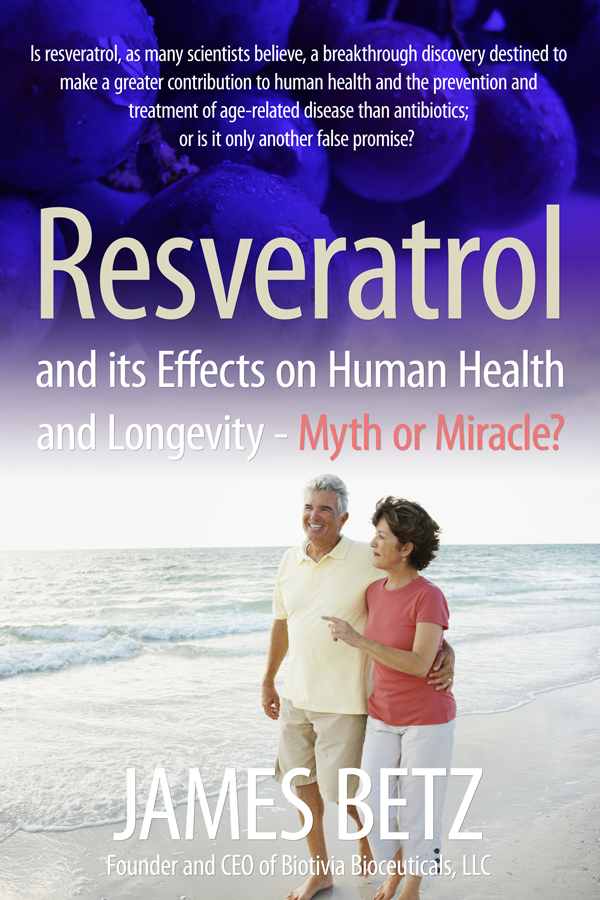 Is resveratrol, as many scientists believe, a breakthrough discovery destined to
make a greater contribution to human health and the prevention and
treatment of age-related disease than antibiotics;
or is it only another false promise?
Resveratrol
and its Effects on Human Health
and Longevity - Myth or Miracle?
JAMES BETZ
Founder and CEO of Biotivia Bioceuticals, LLC